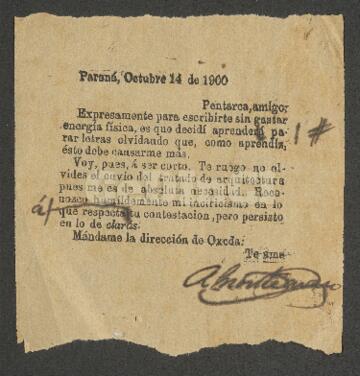 Paraná, Octubre 14 de 1900
Pentarca, amigo:
Expresamente para escribirte sin gastar
energía física, es que decidí aprender á pa-
rar letras olvidando que, como aprendíz, 1 #
ésto debe cansarme más.
Voy, pues, á ser corto. Te ruego no ol-
vides el envío del tratado de arquitectura
pues me es de absoluta necesidad. Reco-
nozco humildemente mi inciricismo en lo
á/ que respecta tu contestacion, pero persisto
en lo de claras.
Mándame la dirección de Oxeda:
Te ama